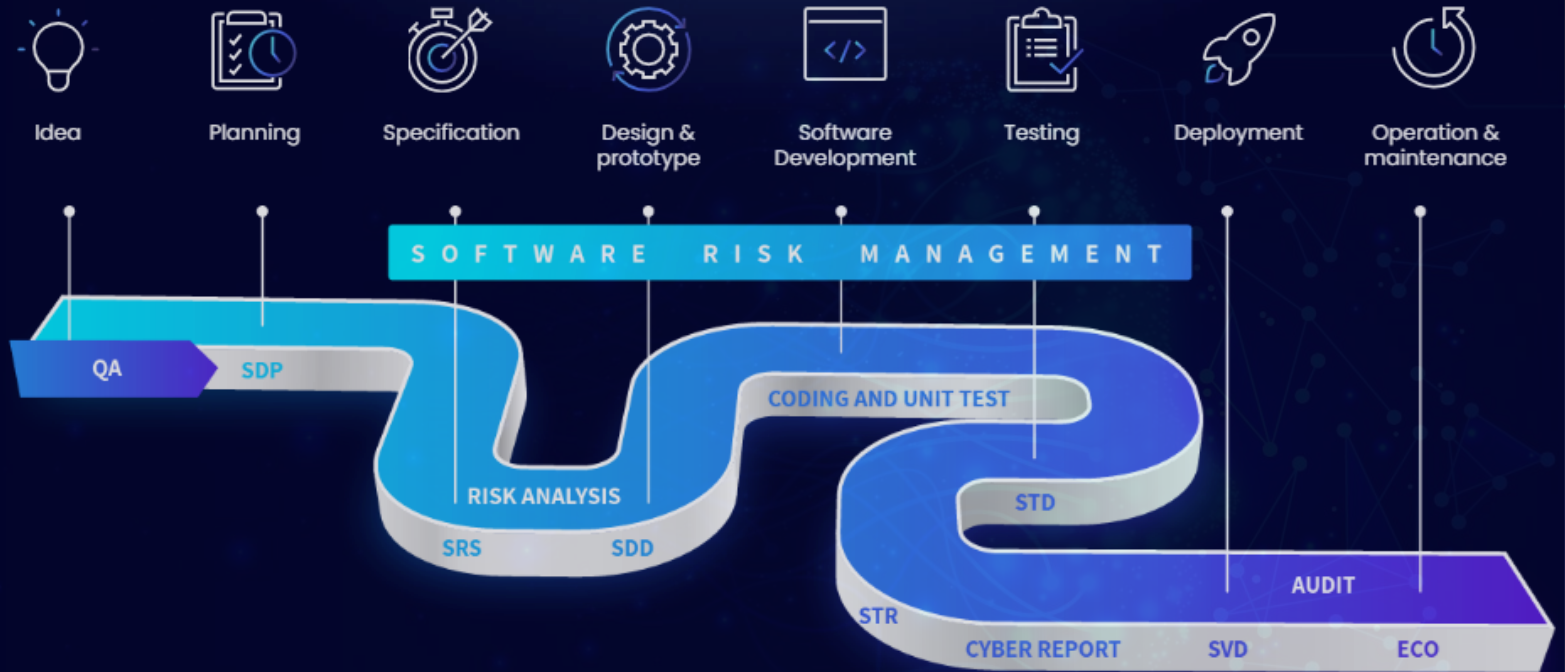 Idea
Planning
Specification
Design &
prototype
Software
Development
Testing
Deployment
Operation &
maintenance
SOFTWARE RISK MANAGEMENT
QA
SDP
CODING AND UNIT TEST
RISK ANALYSIS
STD
SRS
SDD
AUDIT
STR
CYBER REPORT
SVD
ECO